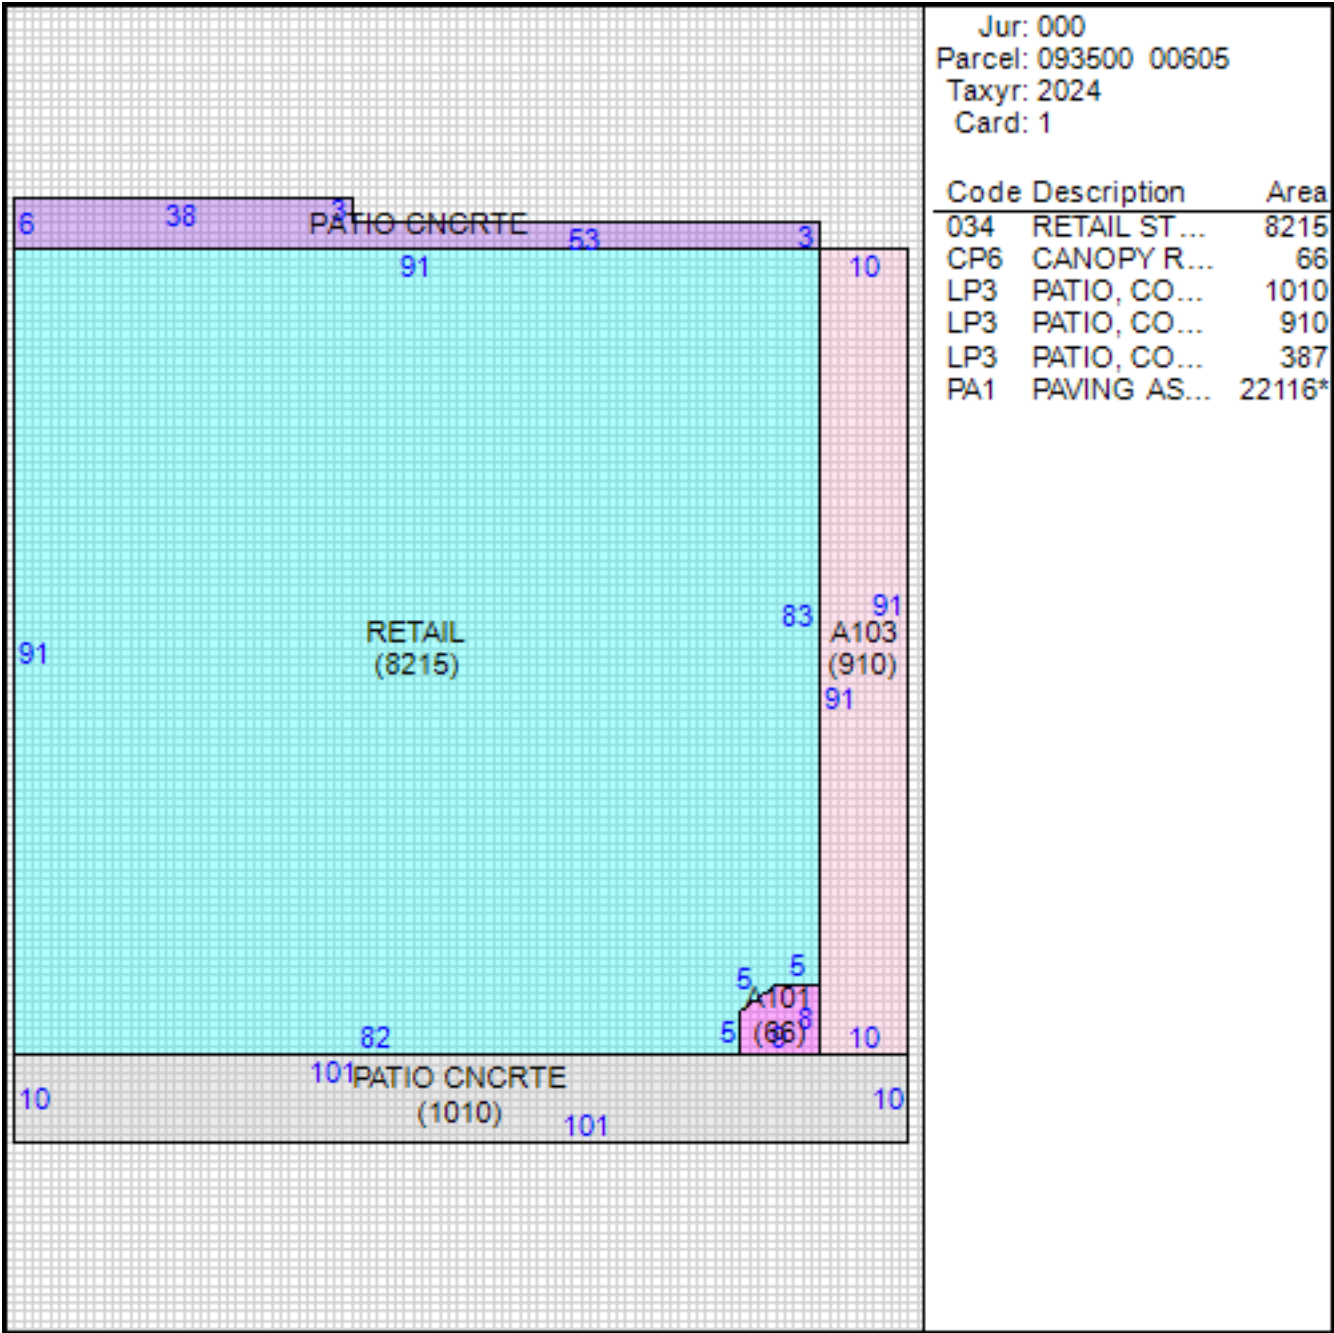 Jur: 000
Parcel: 093500 00605
Taxyr: 2024
Card: 1
Code Description Area
034 RETAIL ST... 8215
CP6 CANOPY R... 66
LP3 PATIO, CO... 1010
LP3 PATIO, CO... 910
LP3 PATIO, CO... 387
PA1 PAVING AS... 22116*
6 38 3 PATIO CNCRTE 53 3
91 10
91 RETAIL 83 91
(8215)
A103
(910)
91
5 5
A101
5 (66) 8
82 10
101 PATIO CNCRTE
10 (1010) 10
101